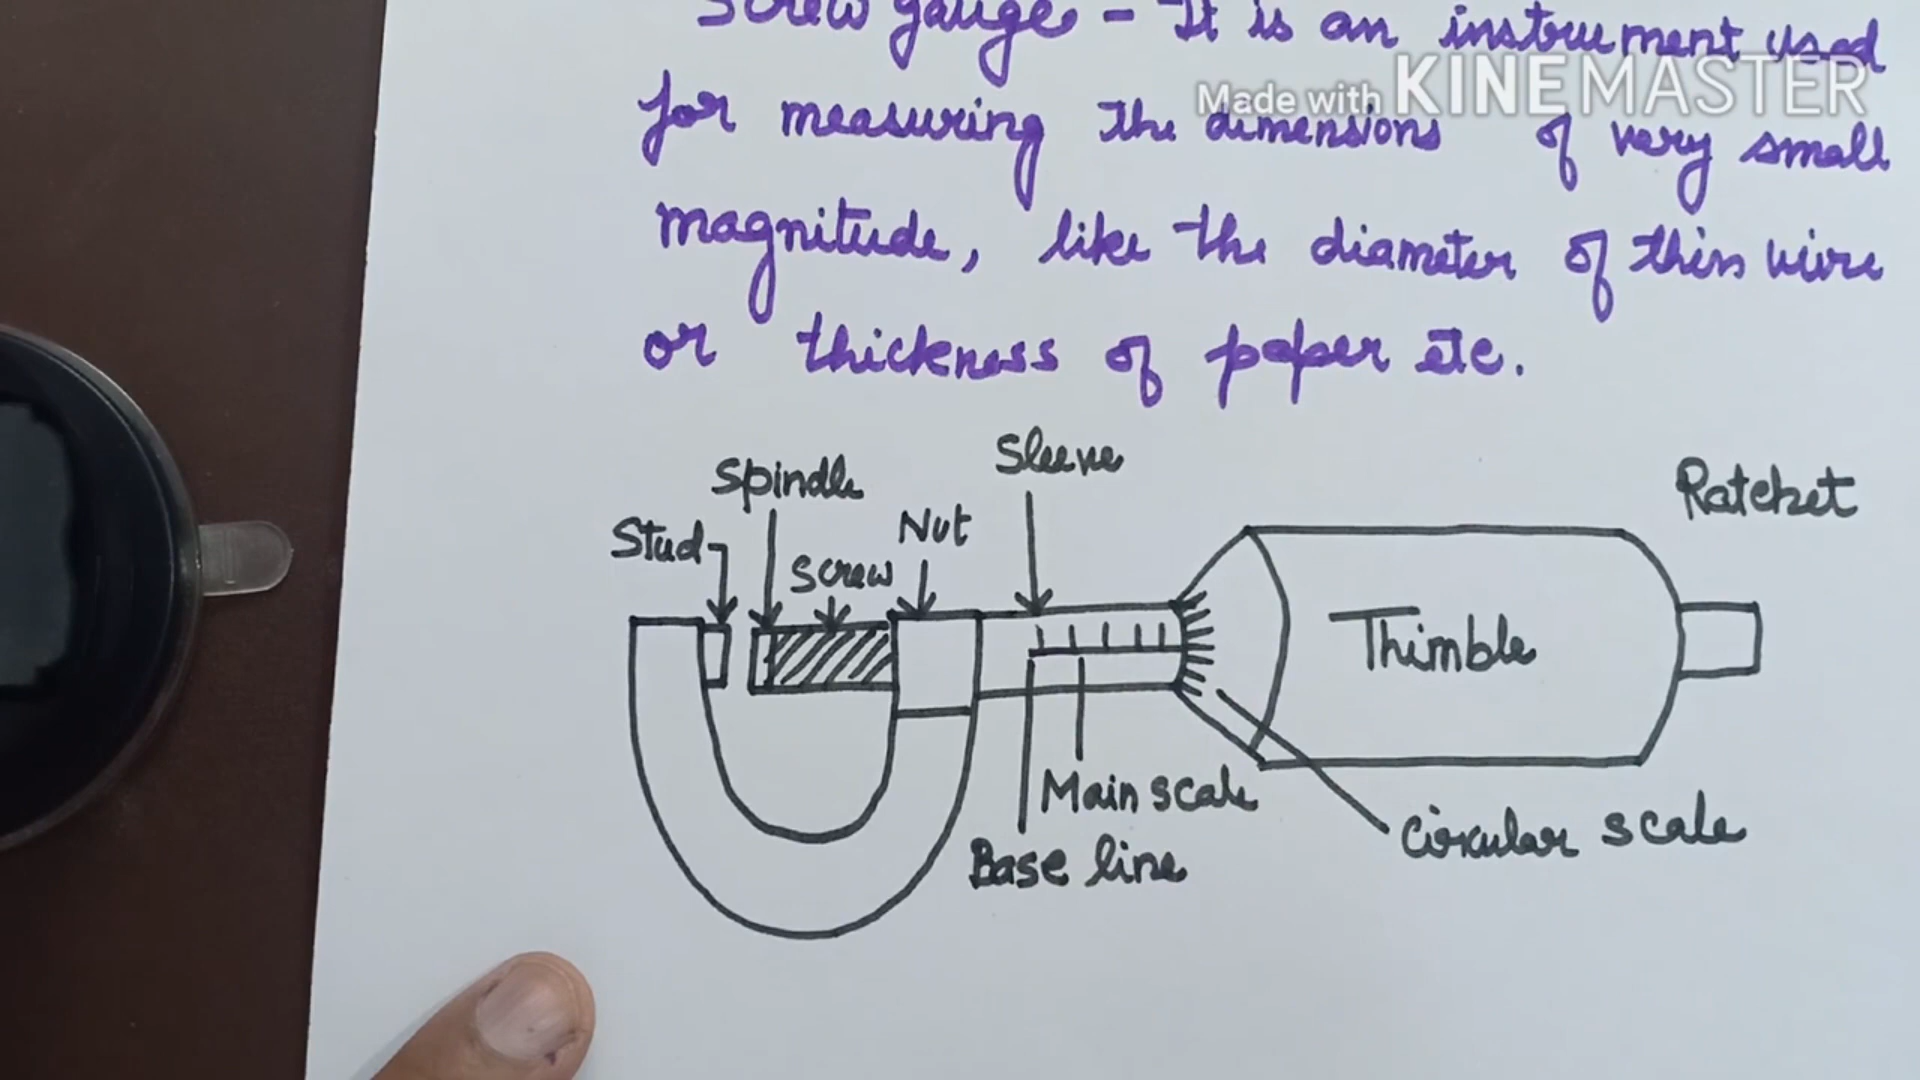 Screw gauge - It is an instrument used
Made with KINEMASTER
for measuring the dimensions of very small
magnitude, like the diameter of thin wire
or thickness of paper etc.
Sleeve
Spindle
Ratchet
Nut
Stud
Screw
Thimble
Main scale
Circular scale
Base line